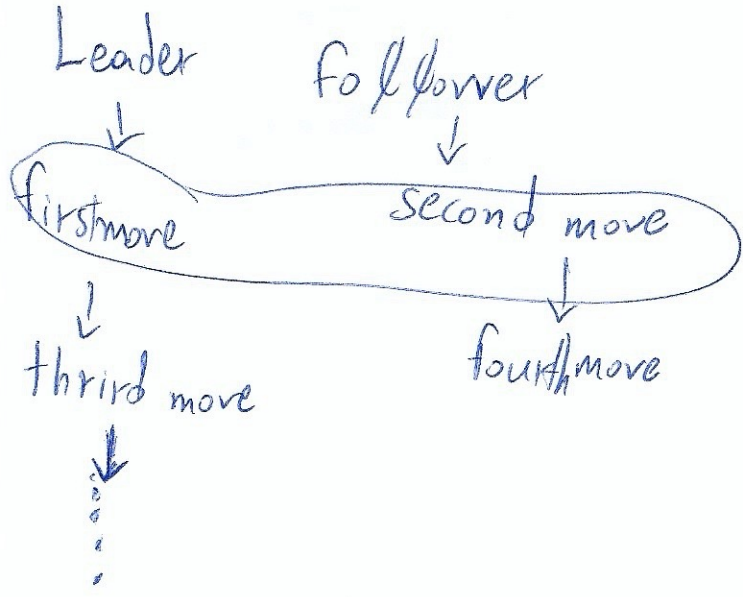 Leader
follower
firstmove
second move
thrird move
fourthmove